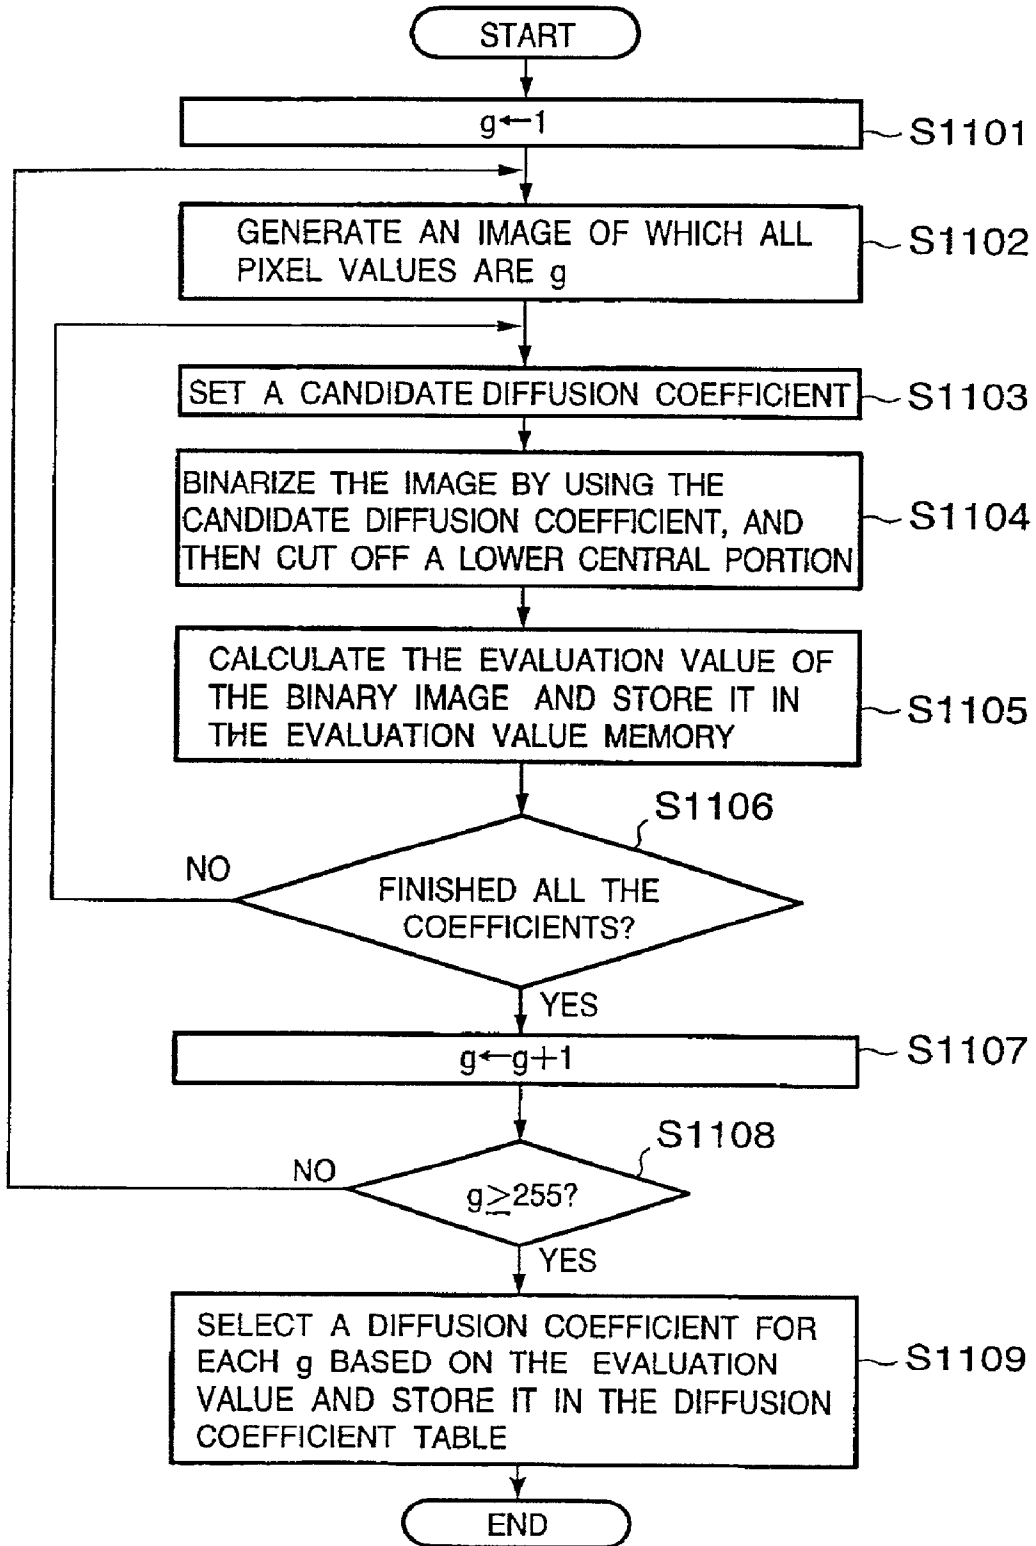 START
g←1
S1101
GENERATE AN IMAGE OF WHICH ALL
PIXEL VALUES ARE g
S1102
SET A CANDIDATE DIFFUSION COEFFICIENT
S1103
BINARIZE THE IMAGE BY USING THE
CANDIDATE DIFFUSION COEFFICIENT, AND
THEN CUT OFF A LOWER CENTRAL PORTION
S1104
CALCULATE THE EVALUATION VALUE OF
THE BINARY IMAGE AND STORE IT IN
THE EVALUATION VALUE MEMORY
S1105
S1106
NO
FINISHED ALL THE
COEFFICIENTS?
YES
g←g+1
S1107
S1108
NO
g≥255?
YES
SELECT A DIFFUSION COEFFICIENT FOR
EACH g BASED ON THE EVALUATION
VALUE AND STORE IT IN THE DIFFUSION
COEFFICIENT TABLE
S1109
END